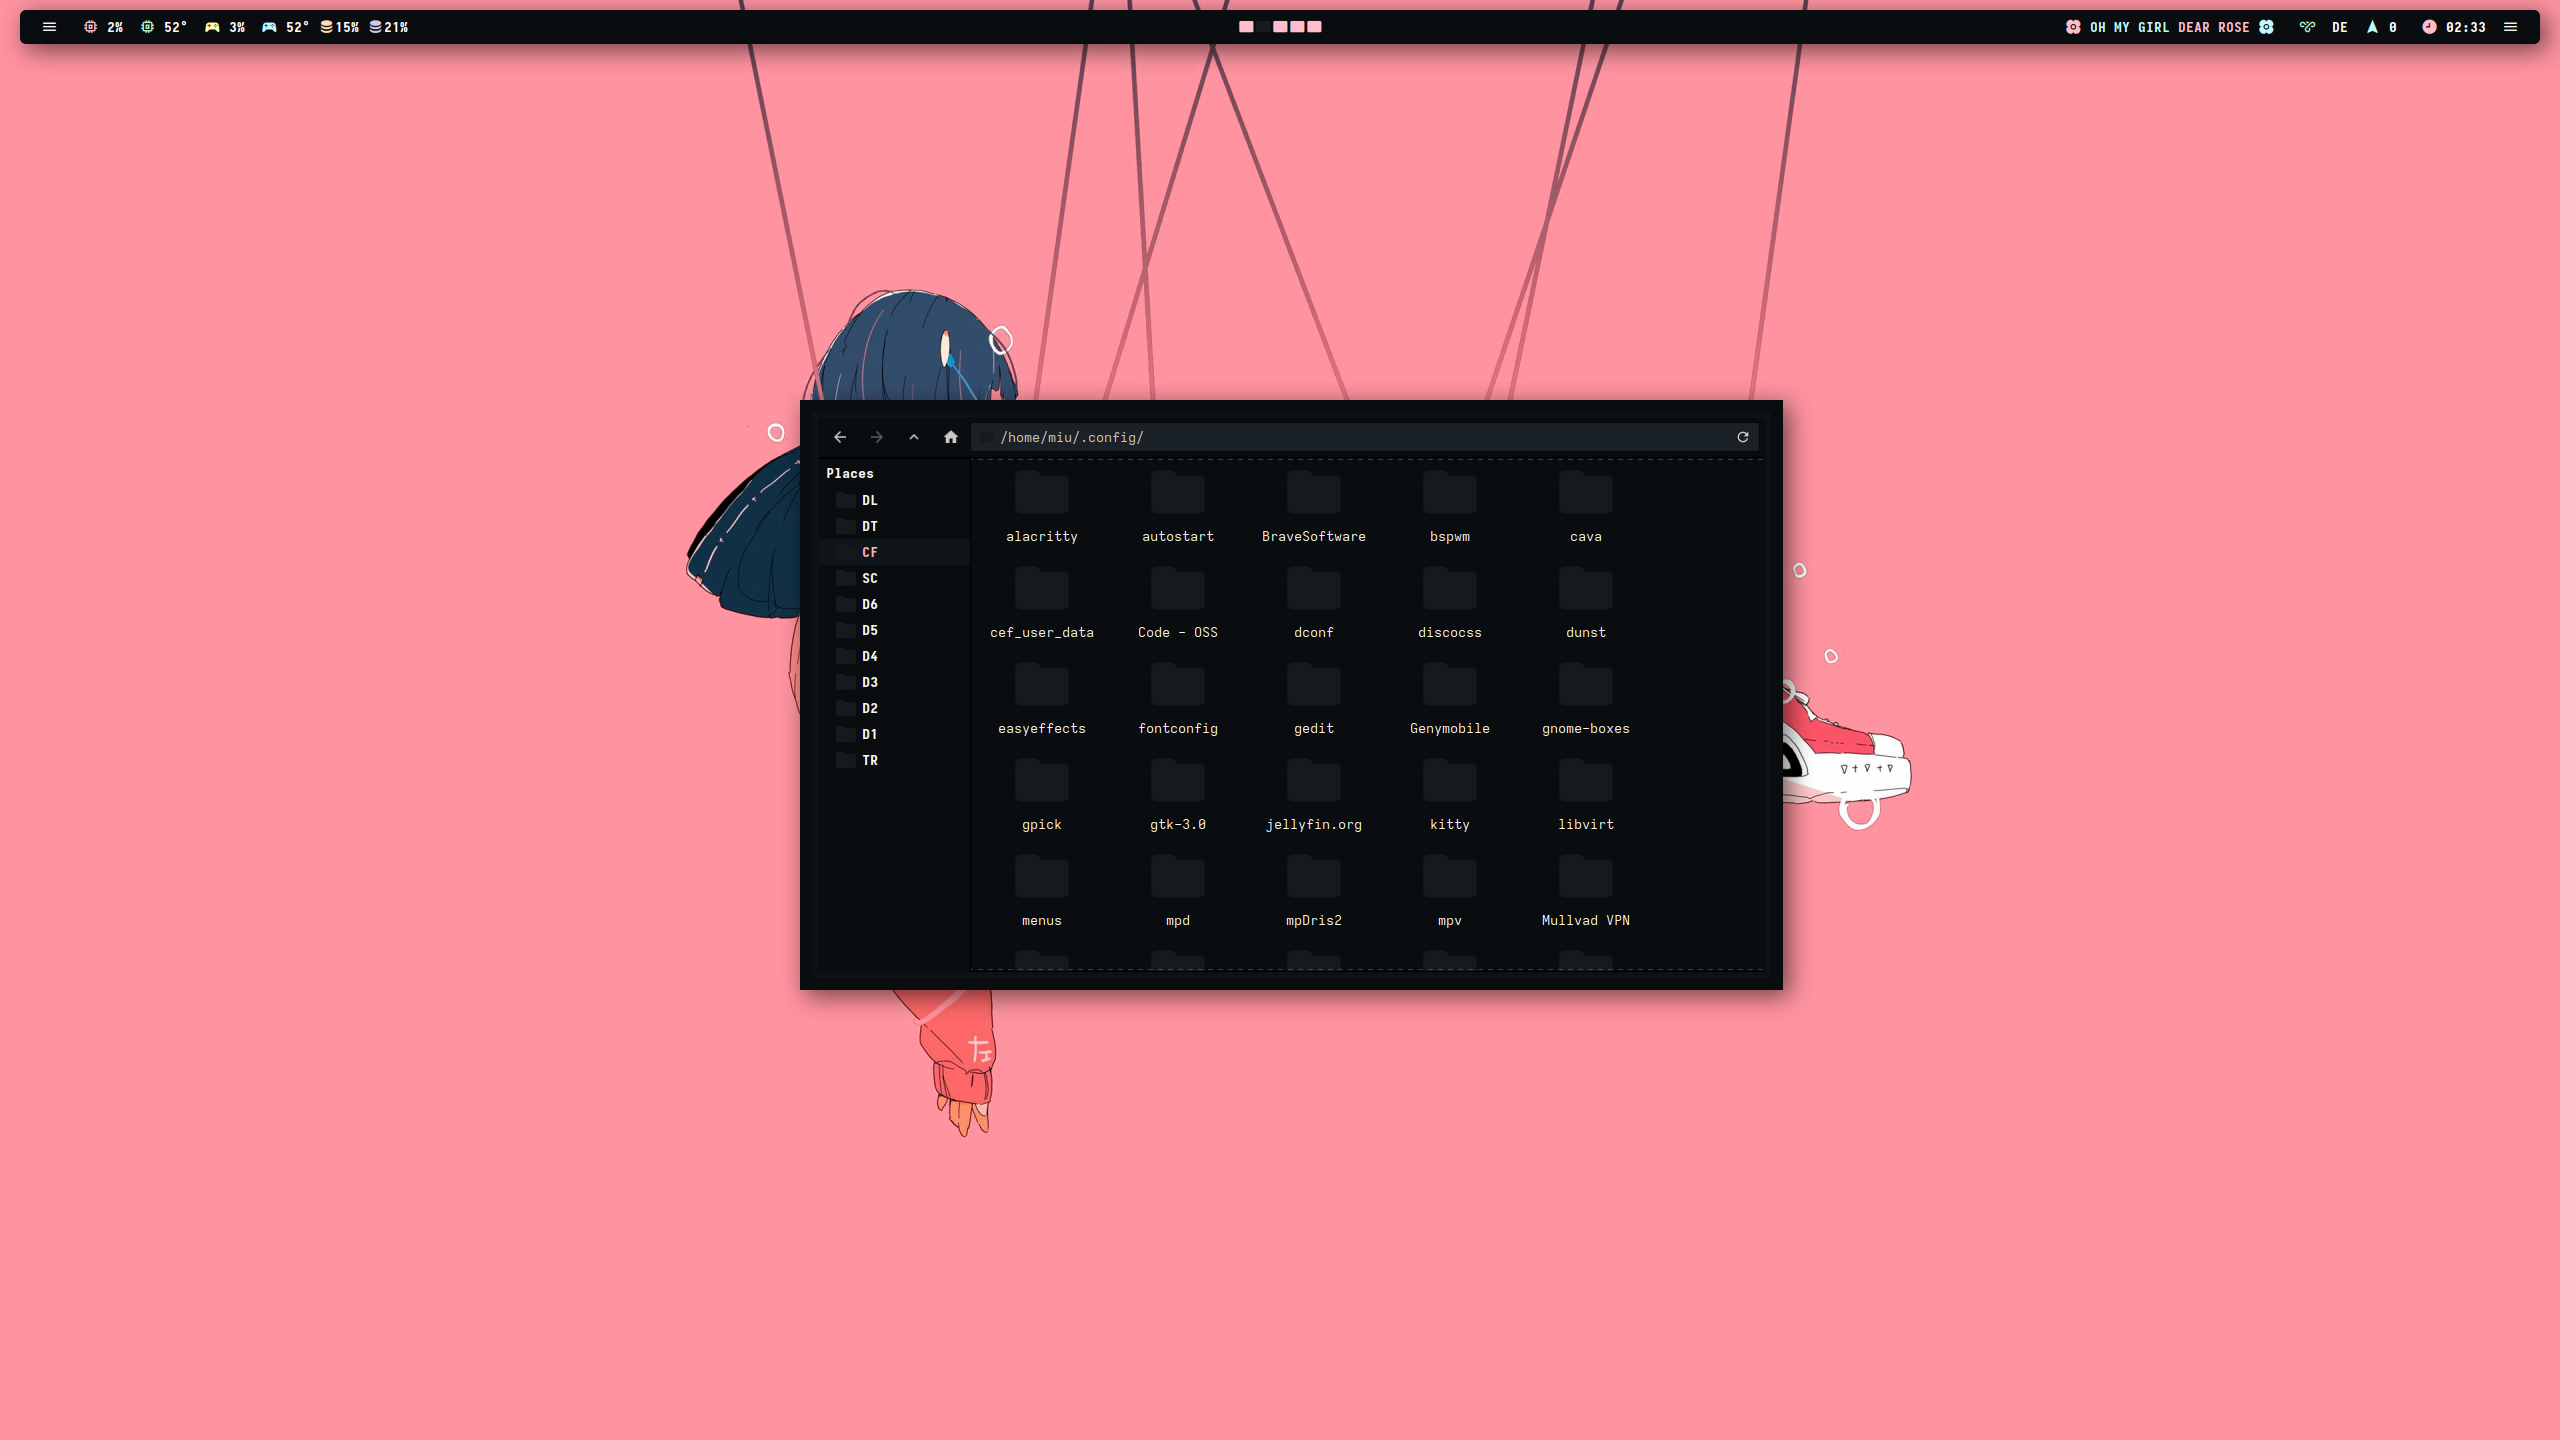 2% 52° 3% 52° 15% 21% OH MY GIRL DEAR ROSE DE 0 02:33
/home/miu/.config/
Places
DL
DT
CF
SC
D6
D5
D4
D3
D2
D1
TR
alacritty autostart BraveSoftware bspwm cava
cef_user_data Code - OSS dconf discocss dunst
easyeffects fontconfig gedit Genymobile gnome-boxes
gpick gtk-3.0 jellyfin.org kitty libvirt
menus mpd mpDris2 mpv Mullvad VPN